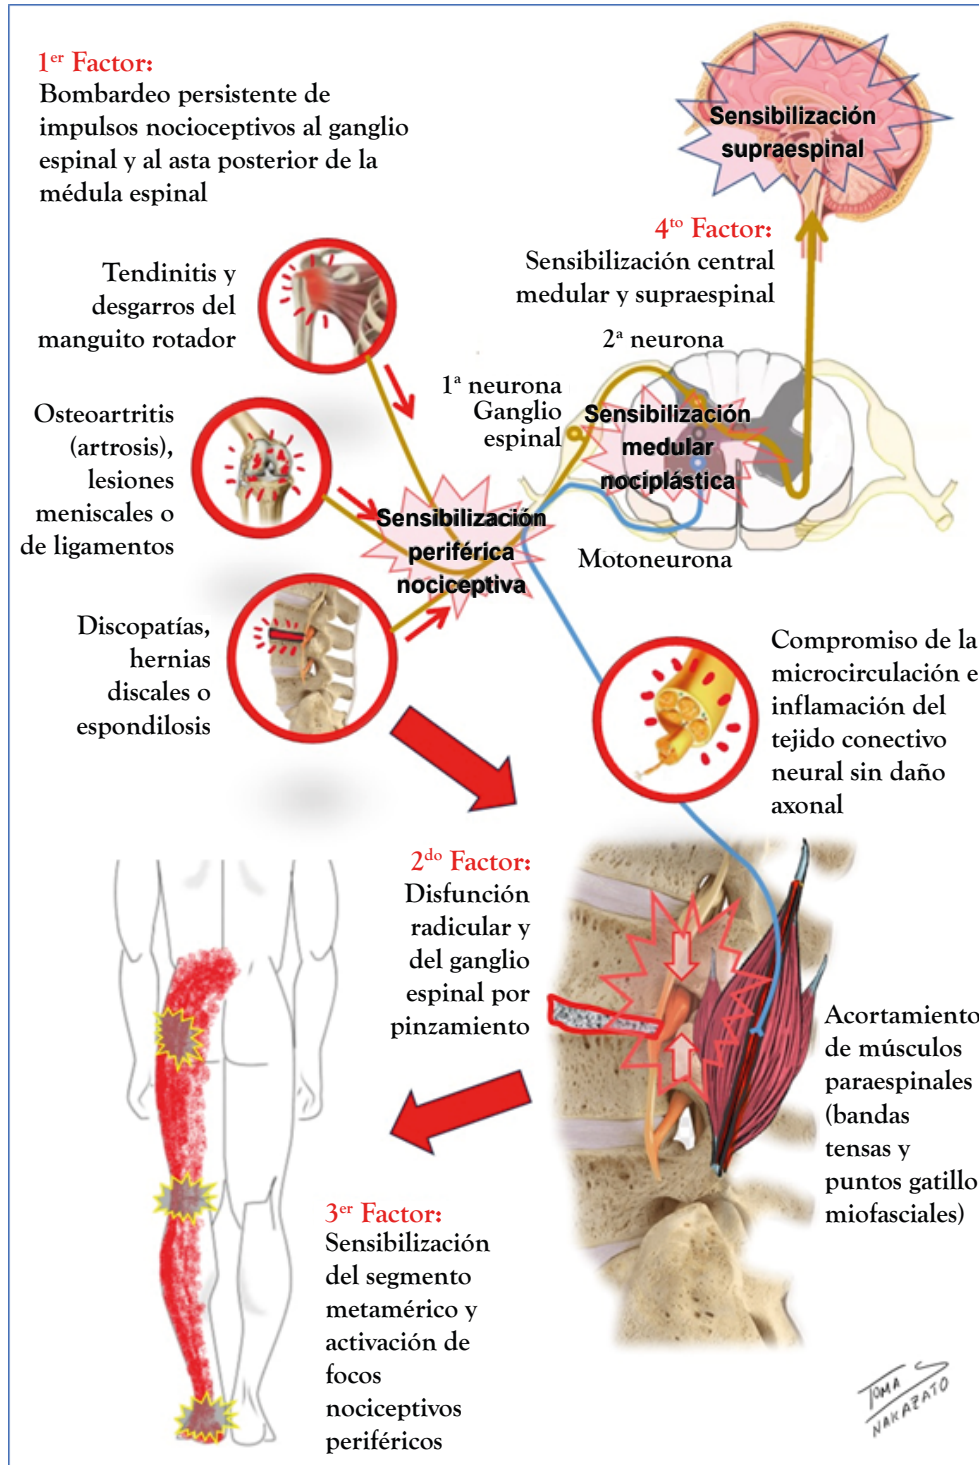 1er Factor:
Bombardeo persistente de
impulsos nocioceptivos al ganglio
espinal y al asta posterior de la
médula espinal
Sensibilización
supraespinal
4to Factor:
Sensibilización central
medular y supraespinal
Tendinitis y
desgarros del
manguito rotador
2a neurona
1a neurona
Ganglio
espinal
Sensibilización
medular
nociplástica
Osteoartritis
(artrosis),
lesiones
meniscales o
de ligamentos
Sensibilización
periférica
nociceptiva
Motoneurona
Discopatías,
hernias
discales o
espondilosis
Compromiso de la
microcirculación e
inflamación del
tejido conectivo
neural sin daño
axonal
2do Factor:
Disfunción
radicular y
del ganglio
espinal por
pinzamiento
Acortamiento
de músculos
paraespinales
(bandas
tensas y
puntos gatillo
miofasciales)
3er Factor:
Sensibilización
del segmento
metamérico y
activación de
focos
nociceptivos
periféricos
TOMA S
NAKAZATO